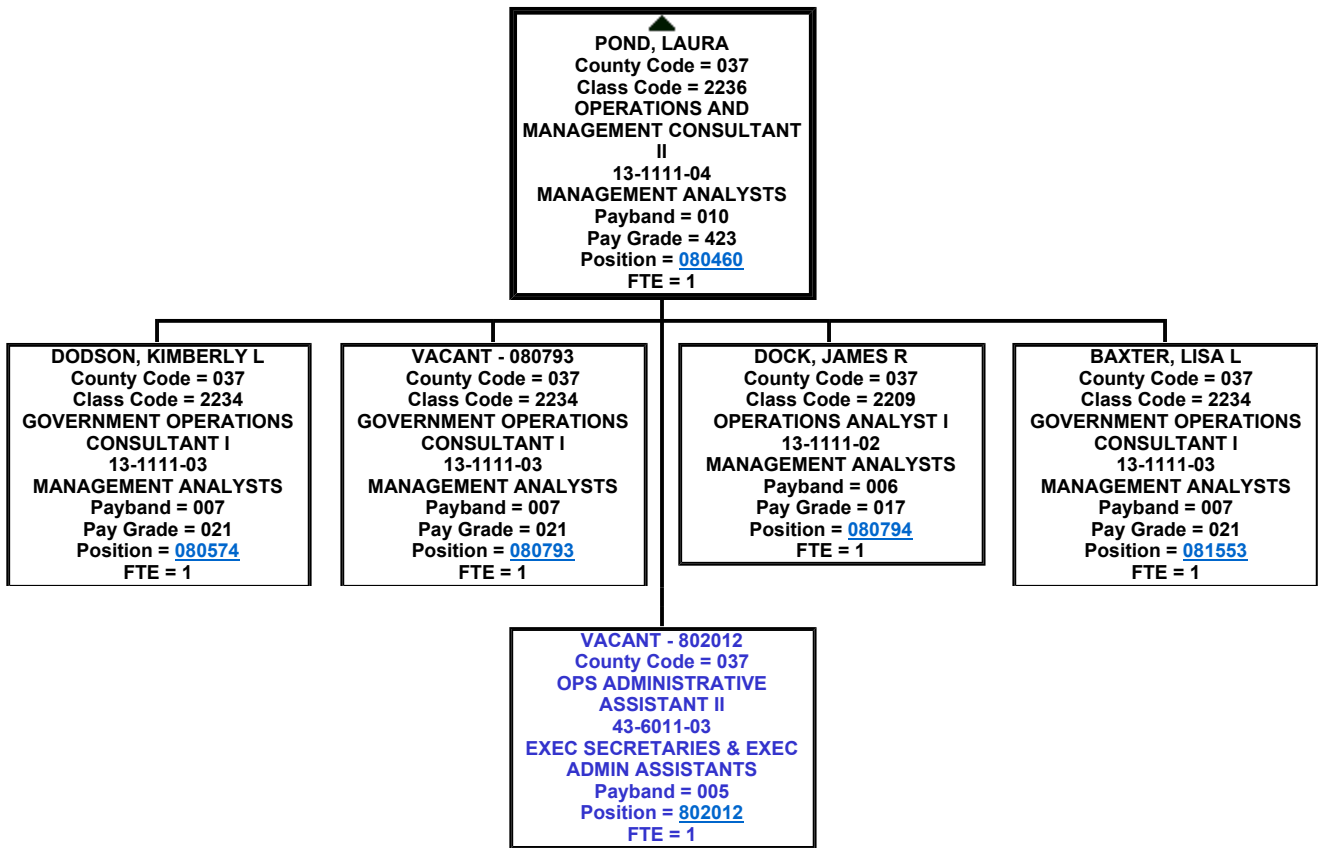 POND, LAURA
County Code = 037
Class Code = 2236
OPERATIONS AND
MANAGEMENT CONSULTANT
II
13-1111-04
MANAGEMENT ANALYSTS
Payband = 010
Pay Grade = 423
Position = 080460
FTE = 1
DODSON, KIMBERLY L
County Code = 037
Class Code = 2234
GOVERNMENT OPERATIONS
CONSULTANT I
13-1111-03
MANAGEMENT ANALYSTS
Payband = 007
Pay Grade = 021
Position = 080574
FTE = 1
VACANT - 080793
County Code = 037
Class Code = 2234
GOVERNMENT OPERATIONS
CONSULTANT I
13-1111-03
MANAGEMENT ANALYSTS
Payband = 007
Pay Grade = 021
Position = 080793
FTE = 1
DOCK, JAMES R
County Code = 037
Class Code = 2209
OPERATIONS ANALYST I
13-1111-02
MANAGEMENT ANALYSTS
Payband = 006
Pay Grade = 017
Position = 080794
FTE = 1
BAXTER, LISA L
County Code = 037
Class Code = 2234
GOVERNMENT OPERATIONS
CONSULTANT I
13-1111-03
MANAGEMENT ANALYSTS
Payband = 007
Pay Grade = 021
Position = 081553
FTE = 1
VACANT - 802012
County Code = 037
OPS ADMINISTRATIVE
ASSISTANT II
43-6011-03
EXEC SECRETARIES & EXEC
ADMIN ASSISTANTS
Payband = 005
Position = 802012
FTE = 1